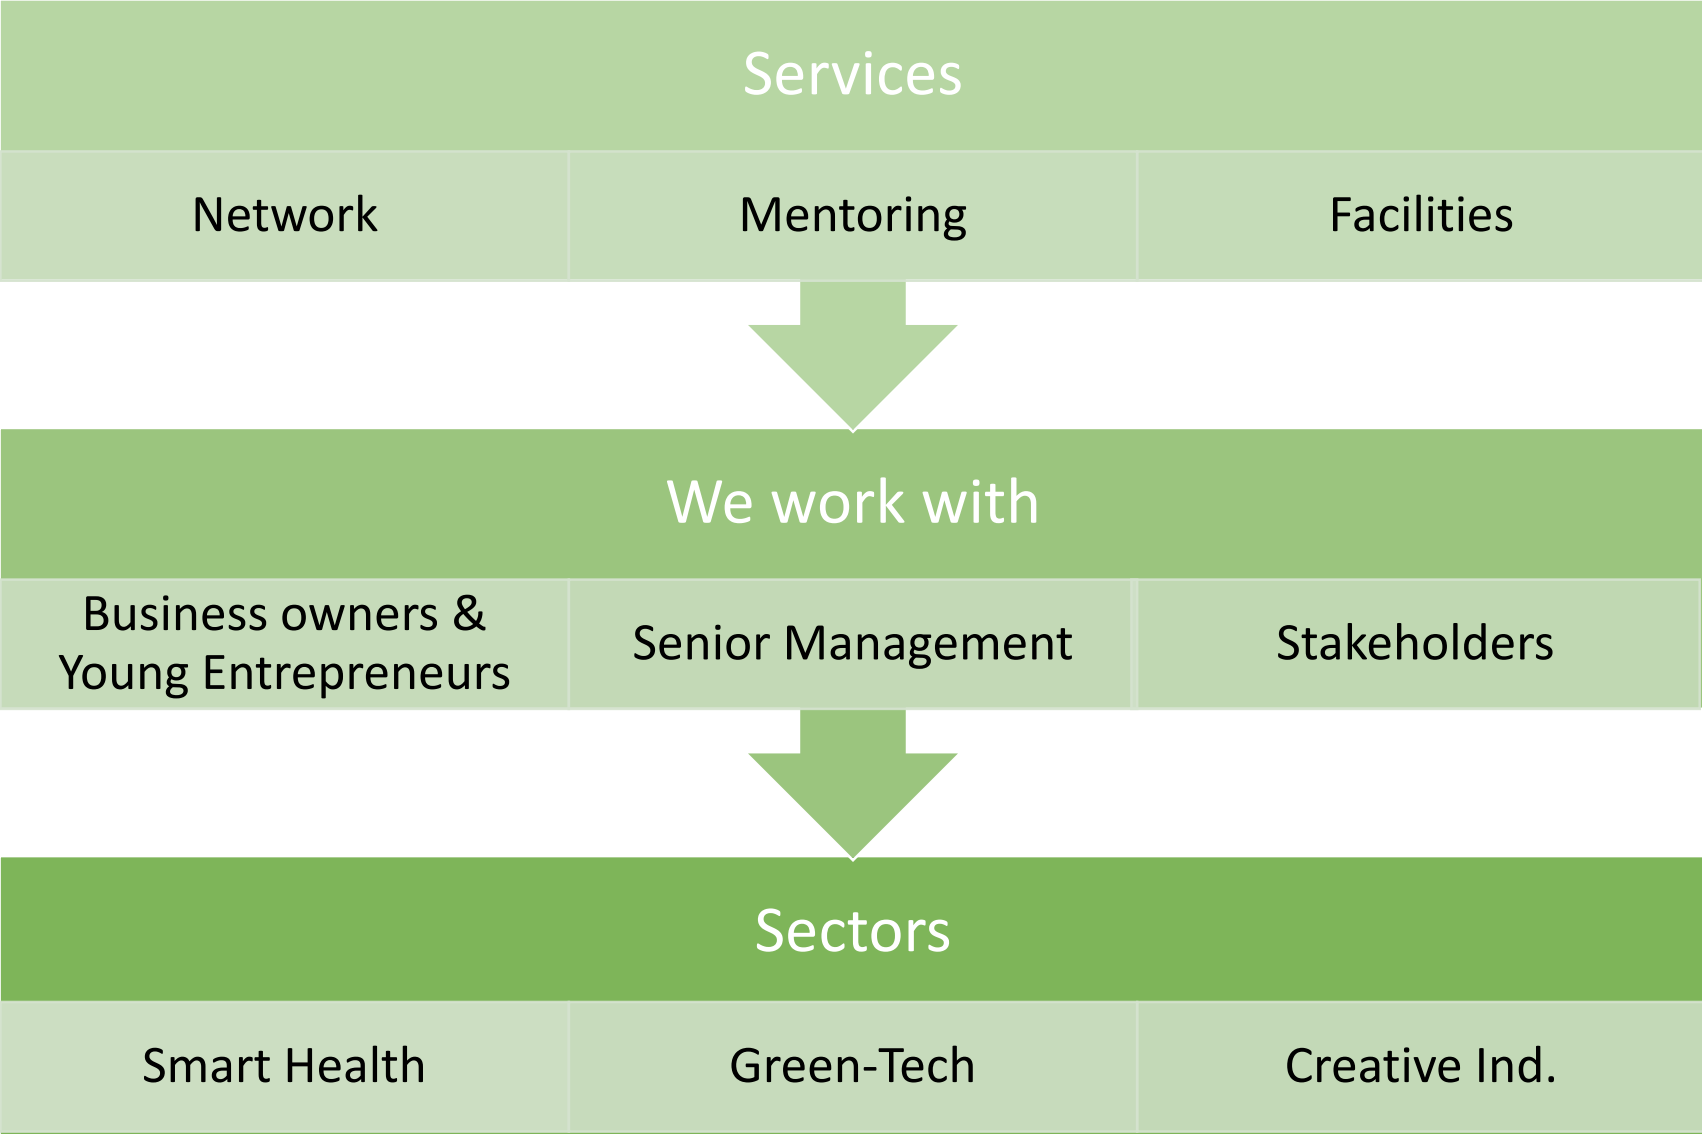 Services
Network
Mentoring
Facilities
We work with
Business owners &
Young Entrepreneurs
Senior Management
Stakeholders
Sectors
Smart Health
Green-Tech
Creative Ind.